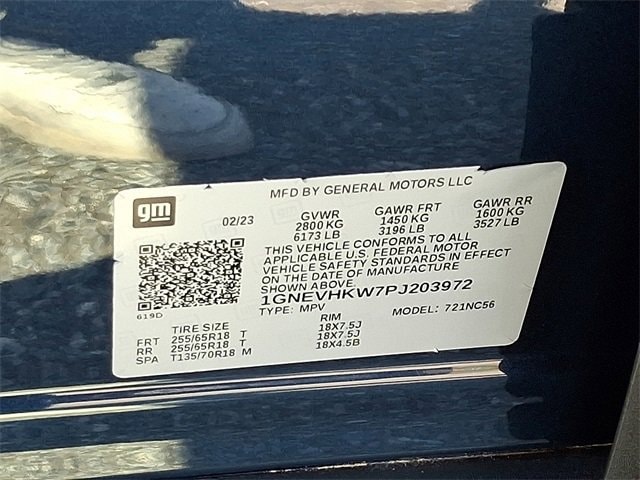 MFD BY GENERAL MOTORS LLC
gm
02/23
GVWR GAWR FRT GAWR RR
2800 KG 1450 KG 1600 KG
6173 LB 3196 LB 3527 LB
THIS VEHICLE CONFORMS TO ALL
APPLICABLE U.S. FEDERAL MOTOR
VEHICLE SAFETY STANDARDS IN EFFECT
ON THE DATE OF MANUFACTURE
SHOWN ABOVE.
1GNEVHKW7PJ203972
619D
TYPE: MPV MODEL: 721NC56
TIRE SIZE RIM
FRT 255/65R18 T 18X7.5J
RR 255/65R18 T 18X7.5J
SPA T135/70R18 M 18X4.5B